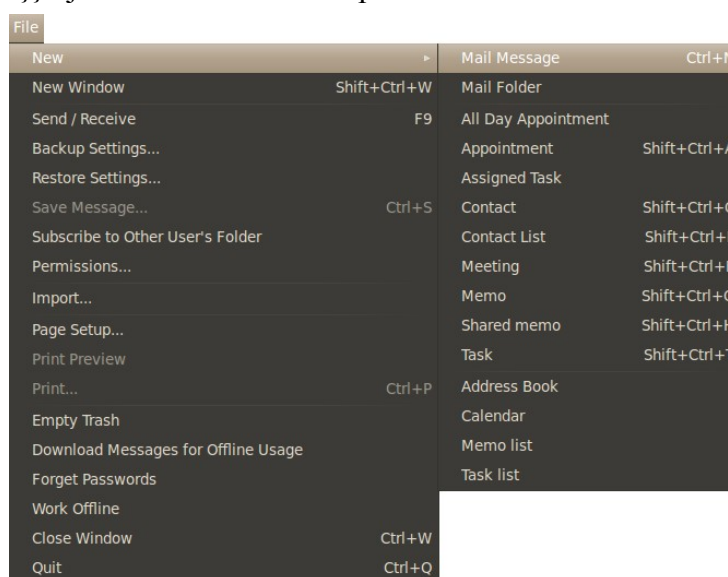 File
New
New Window Shift+Ctrl+W
Send / Receive F9
Backup Settings...
Restore Settings...
Save Message... Ctrl+S
Subscribe to Other User's Folder
Permissions...
Import...
Page Setup...
Print Preview
Print... Ctrl+P
Empty Trash
Download Messages for Offline Usage
Forget Passwords
Work Offline
Close Window Ctrl+W
Quit Ctrl+Q
Mail Message
Mail Folder
All Day Appointment
Appointment
Assigned Task
Contact
Contact List
Meeting
Memo
Shared memo
Task
Address Book
Calendar
Memo list
Task list